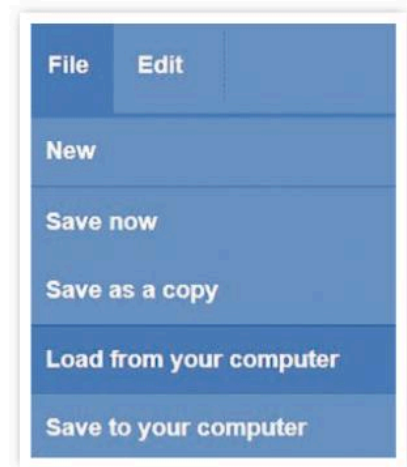 File Edit
New
Save now
Save as a copy
Load from your computer
Save to your computer